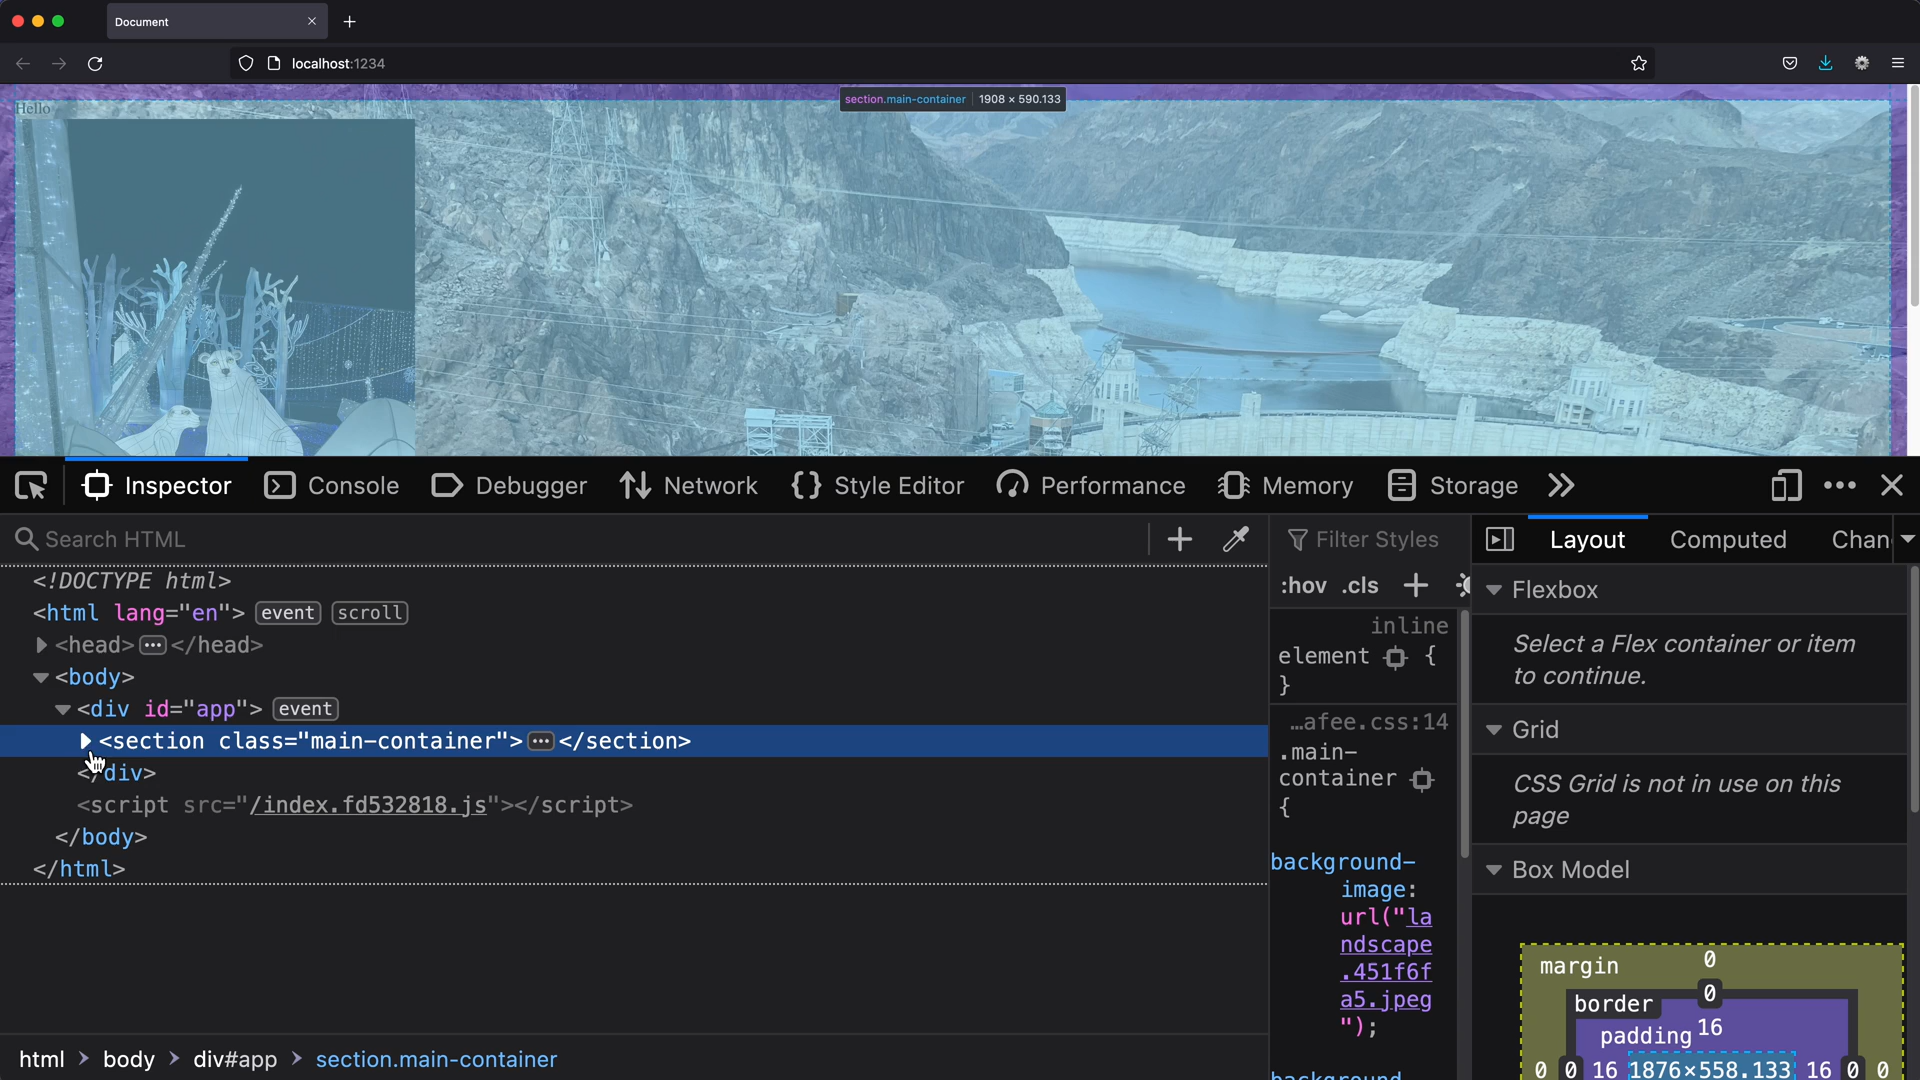 Document
localhost:1234
Hello
section.main-container 1908 × 590.133
Inspector Console Debugger Network Style Editor Performance Memory Storage
Search HTML
<!DOCTYPE html>
<html lang="en"> event scroll
<head> ••• </head>
<body>
<div id="app"> event
<section class="main-container"> ••• </section>
</div>
<script src="/index.fd532818.js"></script>
</body>
</html>
html > body > div#app > section.main-container
Filter Styles
:hov .cls +
inline
element {
}
…afee.css:14
.main-
container
{
background-
image:
url("la
ndscape
.451f6f
a5.jpeg
");
background-
Layout Computed Chan
Flexbox
Select a Flex container or item
to continue.
Grid
CSS Grid is not in use on this
page
Box Model
margin 0
border 0
padding 16
0 0 16 1876×558.133 16 0 0